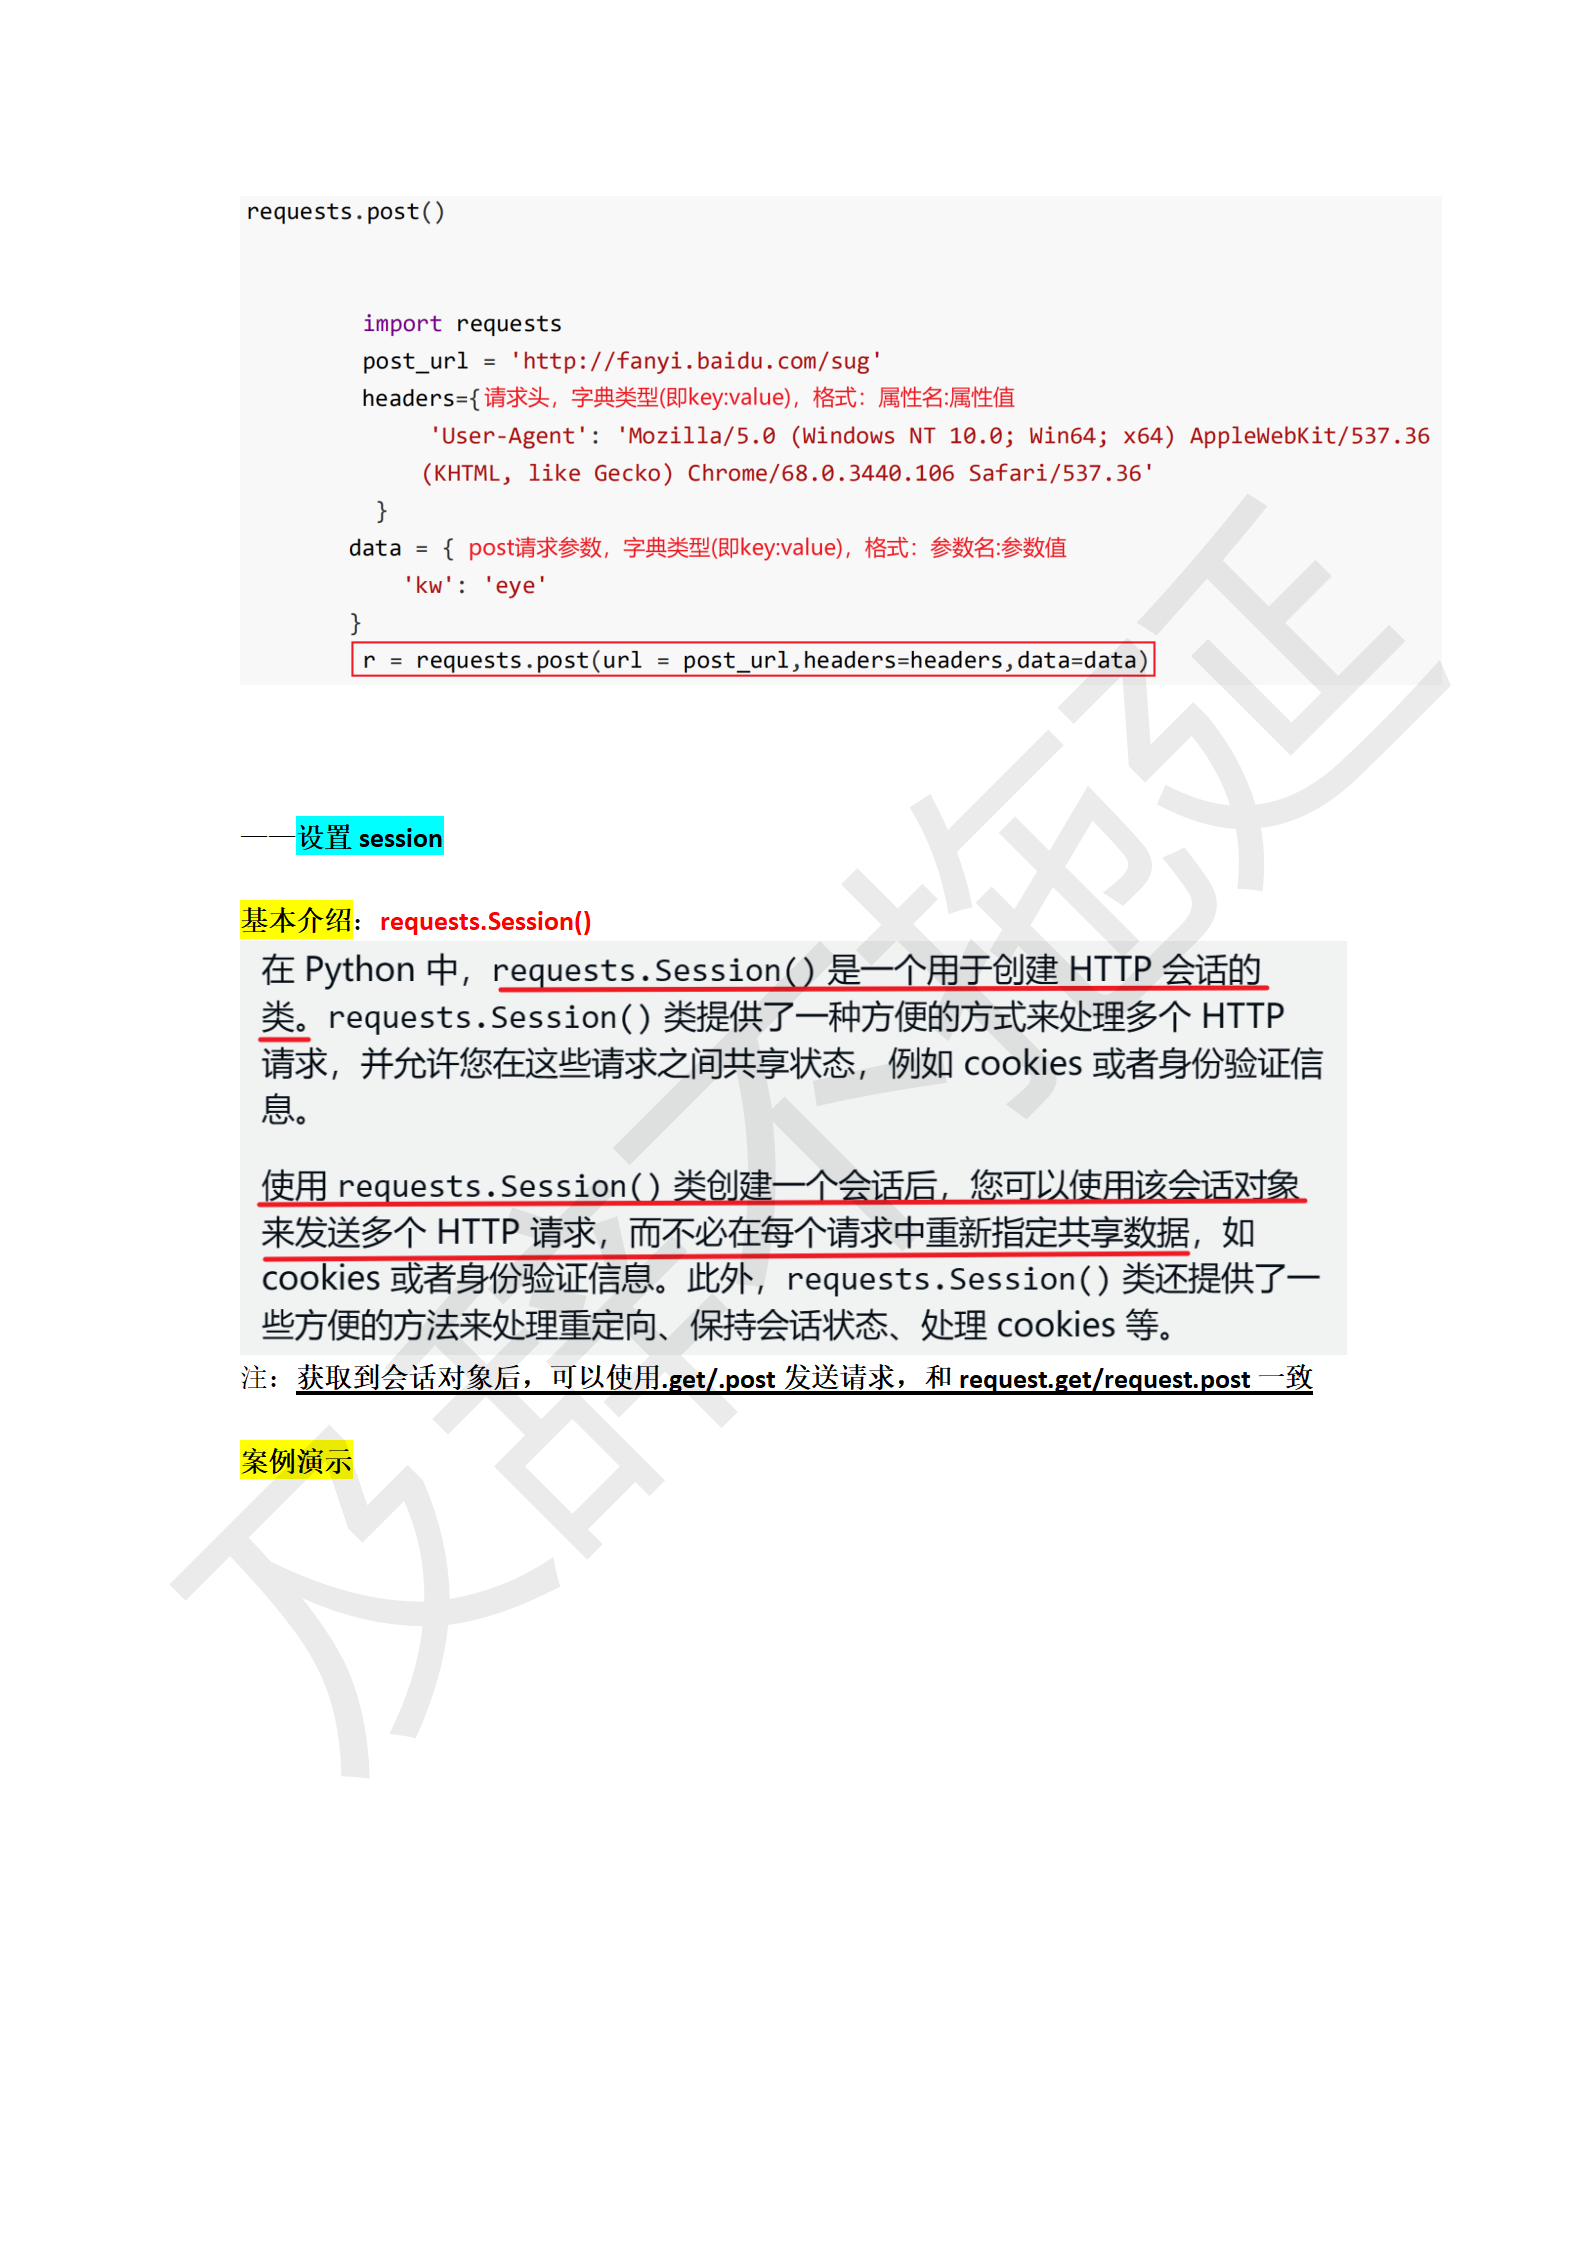 requests.post()
import requests
post_url = 'http://fanyi.baidu.com/sug'
headers={请求头，字典类型(即key:value)，格式：属性名:属性值
'User-Agent': 'Mozilla/5.0 (Windows NT 10.0; Win64; x64) AppleWebKit/537.36
(KHTML, like Gecko) Chrome/68.0.3440.106 Safari/537.36'
}
data = { post请求参数，字典类型(即key:value)，格式：参数名:参数值
'kw': 'eye'
}
r = requests.post(url = post_url,headers=headers,data=data)
——设置 session
基本介绍：requests.Session()
在 Python 中，requests.Session() 是一个用于创建 HTTP 会话的
类。requests.Session() 类提供了一种方便的方式来处理多个 HTTP
请求，并允许您在这些请求之间共享状态，例如 cookies 或者身份验证信
息。
使用 requests.Session() 类创建一个会话后，您可以使用该会话对象
来发送多个 HTTP 请求，而不必在每个请求中重新指定共享数据，如
cookies 或者身份验证信息。此外，requests.Session() 类还提供了一
些方便的方法来处理重定向、保持会话状态、处理 cookies 等。
注：获取到会话对象后，可以使用.get/.post 发送请求，和 request.get/request.post 一致
案例演示
及辞不拖延